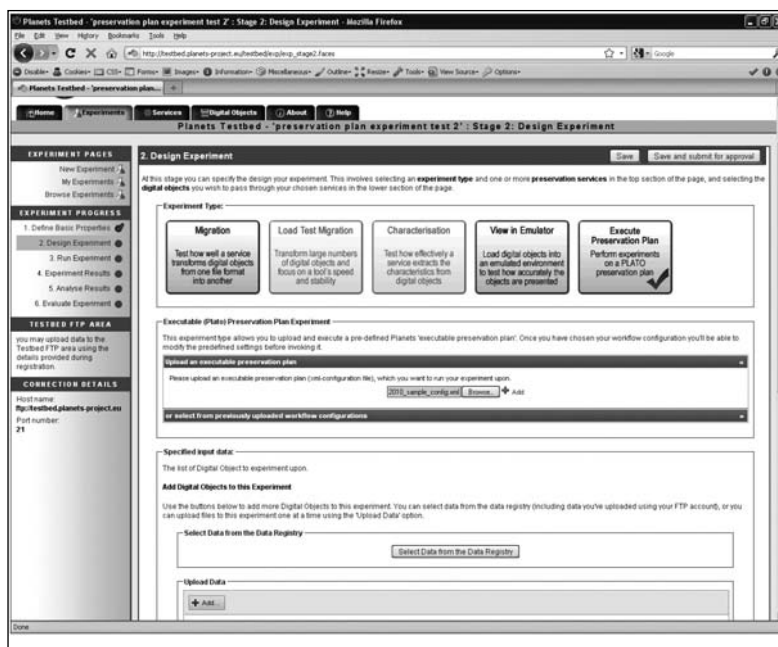 Planets Testbed - 'preservation plan experiment test 2' : Stage 2: Design Experiment - Mozilla Firefox
File Edit View History Bookmarks Tools Help
http://testbed.planets-project.eu/testbed/exp/exp_stage2.faces
Google
Disable Cookies CSS Forms Images Information Miscellaneous Outline Resize Tools View Source Options
Planets Testbed - 'preservation plan...
Home Experiments Services Digital Objects About Help
Planets Testbed - 'preservation plan experiment test 2' : Stage 2: Design Experiment
EXPERIMENT PAGES
New Experiment
My Experiments
Browse Experiments
EXPERIMENT PROGRESS
1. Define Basic Properties
2. Design Experiment
3. Run Experiment
4. Experiment Results
5. Analyse Results
6. Evaluate Experiment
TESTBED FTP AREA
you may upload data to the
Testbed FTP area using the
details provided during
registration.
CONNECTION DETAILS
Hostname:
ftp://testbed.planets-project.eu
Port number:
21
2. Design Experiment
Save Save and submit for approval
At this stage you can specify the design your experiment. This involves selecting an experiment type and one or more preservation services in the top section of the page, and selecting the
digital objects you wish to pass through your chosen services in the lower section of the page.
Experiment Type:
Migration
Test how well a service
transforms digital objects
from one file format
into another
Load Test Migration
Transform large numbers
of digital objects and
focus on a tool's speed
and stability
Characterisation
Test how effectively a
service extracts the
characteristics from
digital objects
View in Emulator
Load digital objects into
an emulated environment
to test how accurately the
objects are presented
Execute
Preservation Plan
Perform experiments
on a PLATO
preservation plan
Executable (Plato) Preservation Plan Experiment
This experiment type allows you to upload and execute a pre-defined Planets 'executable preservation plan'. Once you have chosen your workflow configuration you'll be able to
modify the predefined settings before invoking it.
Upload an executable preservation plan
Please upload an executable preservation plan (xml-configuration file), which you want to run your experiment upon.
2010_sample_config.xml Browse... Add
or select from previously uploaded workflow configurations
Specified input data:
The list of Digital Object to experiment upon.
Add Digital Objects to this Experiment
Use the buttons below to add more Digital Objects to this experiment. You can select data from the data registry (including data you've uploaded using your FTP account), or you
can upload files to this experiment one at a time using the 'Upload Data' option.
Select Data from the Data Registry
Select Data from the Data Registry
Upload Data
Add...
Done